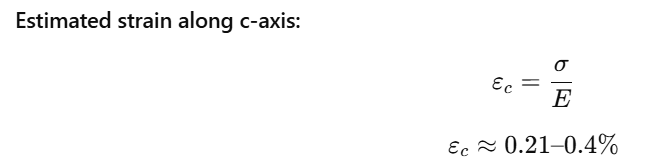 Estimated strain along c-axis:
ε_c = σ/E
ε_c ≈ 0.21–0.4%